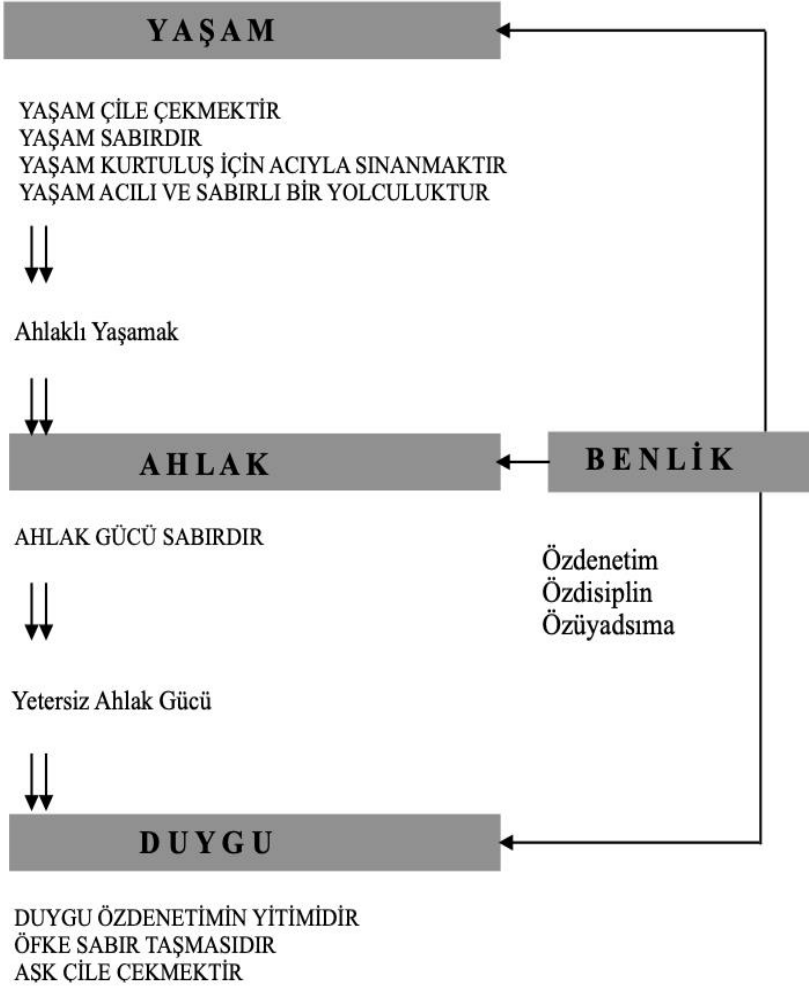 YAŞAM
YAŞAM ÇİLE ÇEKMEKTİR
YAŞAM SABIRDIR
YAŞAM KURTULUŞ İÇİN ACIYLA SINANMAKTIR
YAŞAM ACILI VE SABIRLI BİR YOLCULUKTUR
Ahlaklı Yaşamak
AHLAK
BENLİK
AHLAK GÜCÜ SABIRDIR
Özdenetim
Özdisiplin
Özüyadsıma
Yetersiz Ahlak Gücü
DUYGU
DUYGU ÖZDENETİMİN YİTİMİDİR
ÖFKE SABIR TAŞMASIDIR
AŞK ÇİLE ÇEKMEKTİR